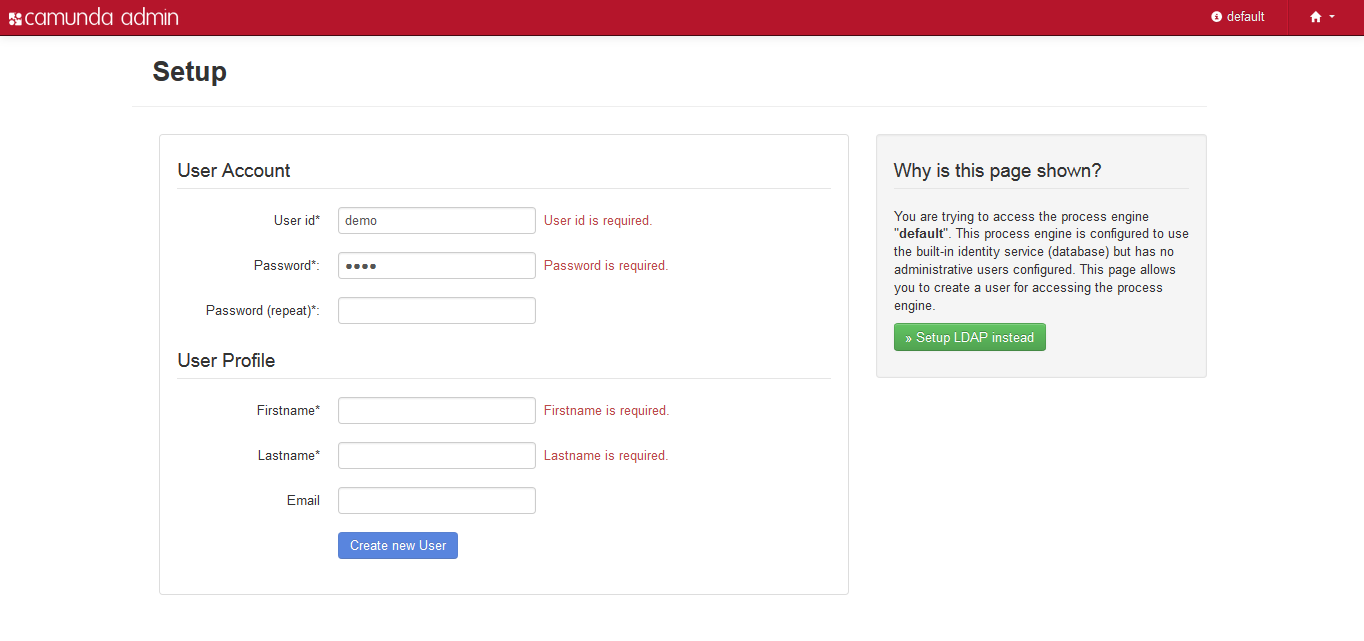 camunda admin
default
Setup
User Account
User id*
demo
User id is required.
Password*:
••••
Password is required.
Password (repeat)*:
User Profile
Firstname*
Firstname is required.
Lastname*
Lastname is required.
Email
Create new User
Why is this page shown?
You are trying to access the process engine
"default". This process engine is configured to use
the built-in identity service (database) but has no
administrative users configured. This page allows
you to create a user for accessing the process
engine.
» Setup LDAP instead